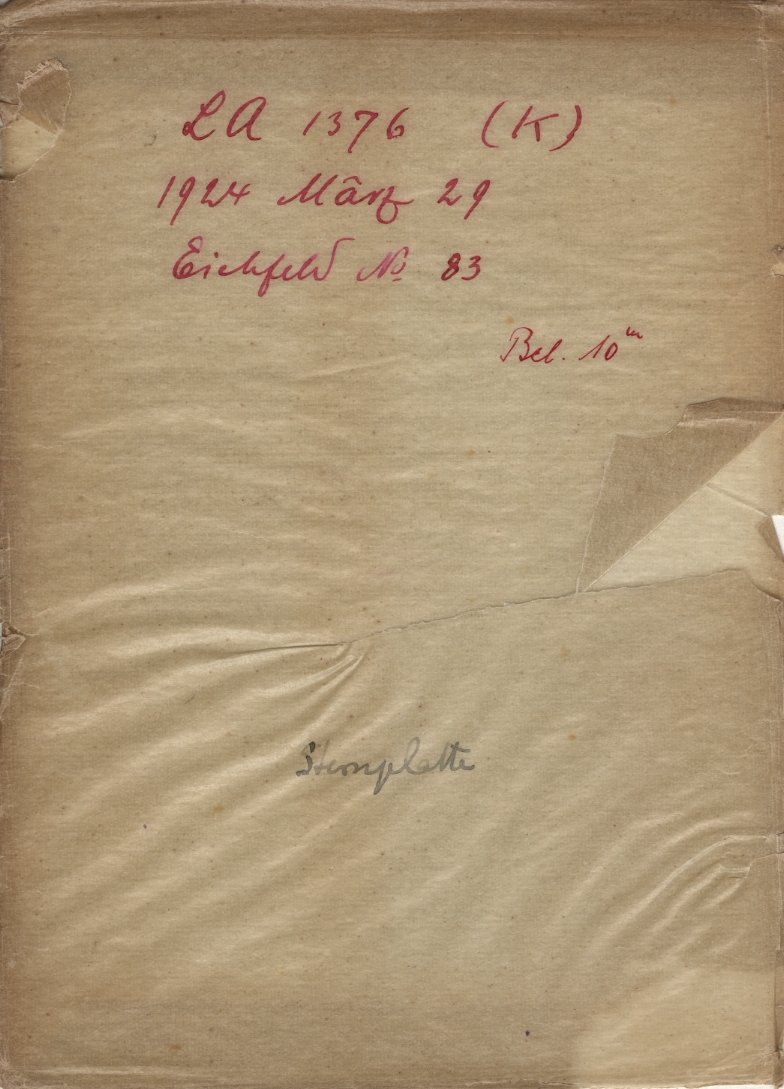 LA 1376 (K)
1924 März 29
Eichfeld No 83
Bel. 10m
Sternplatte